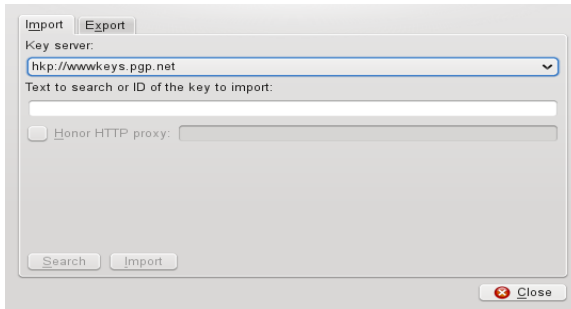 Import Export
Key server:
hkp://wwwkeys.pgp.net
Text to search or ID of the key to import:
Honor HTTP proxy:
Search Import
Close